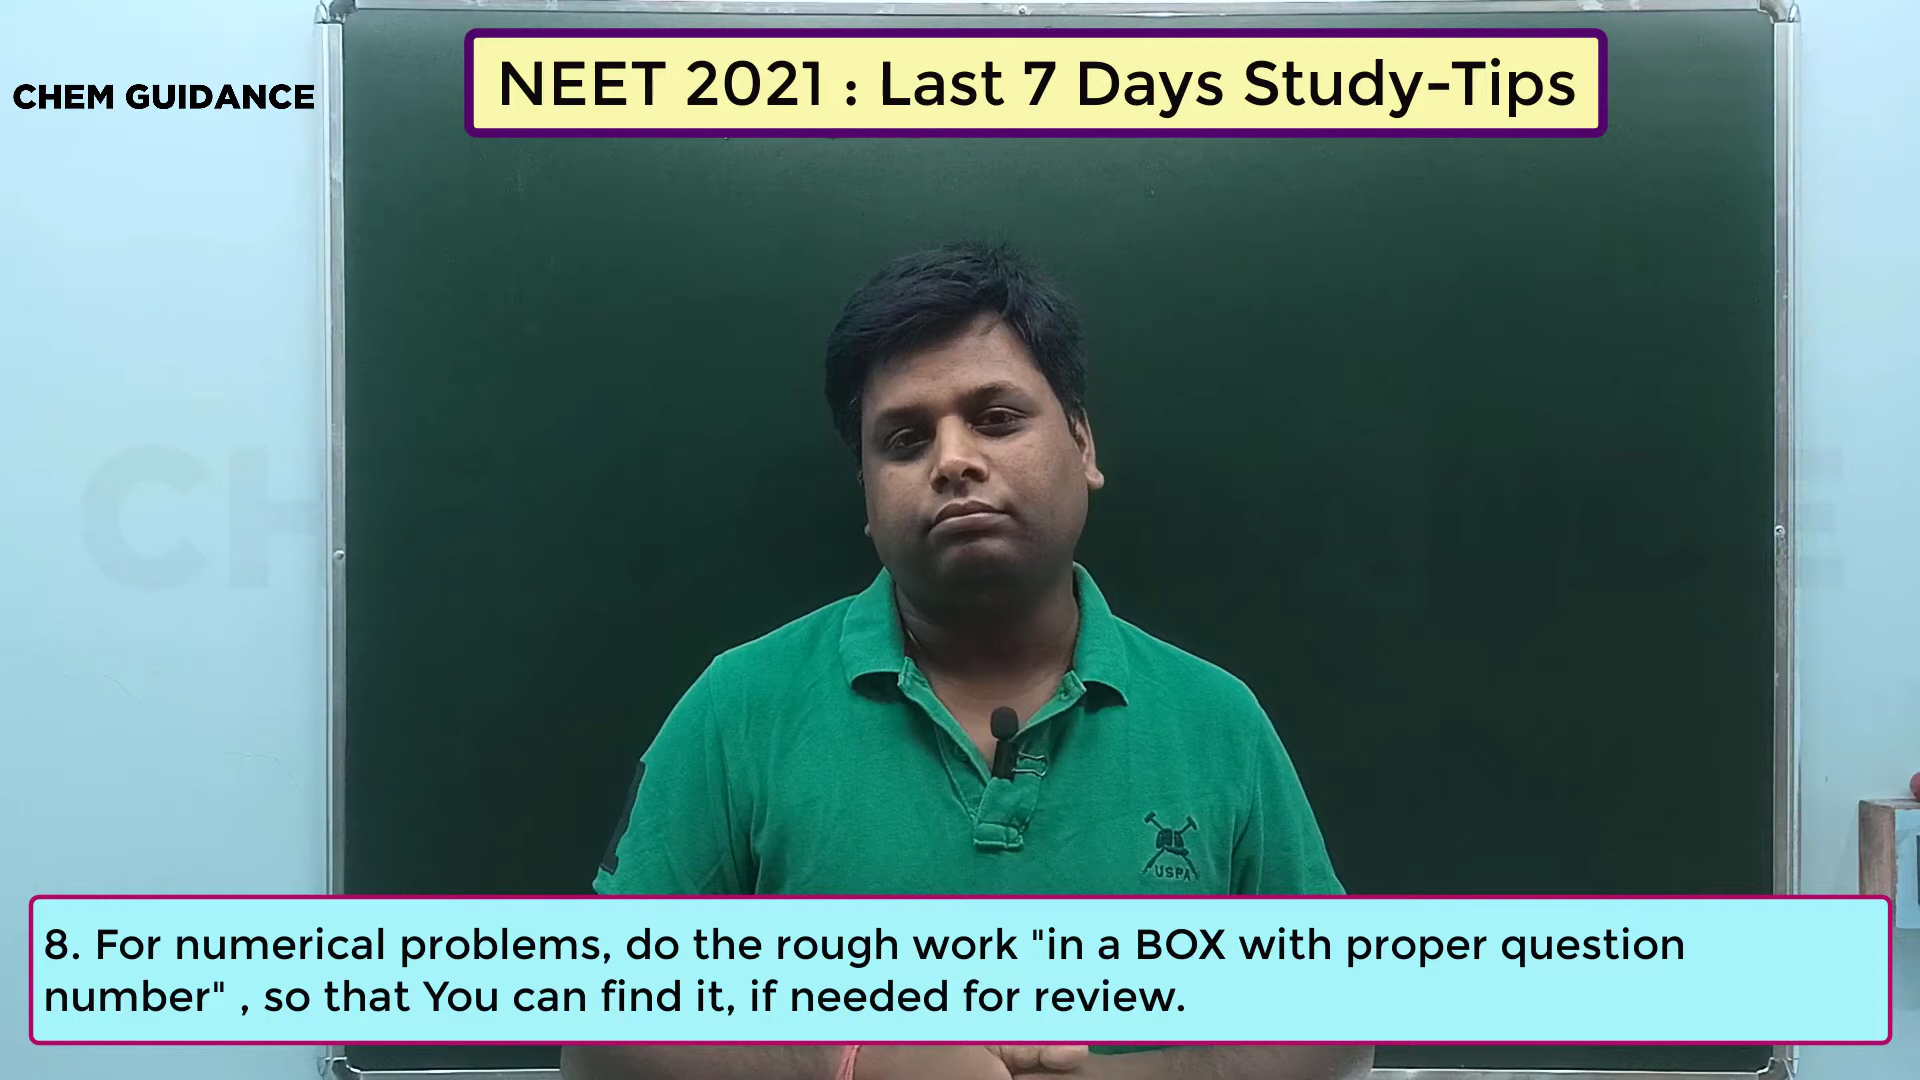 NEET 2021 : Last 7 Days Study-Tips
CHEM GUIDANCE
USPA
8. For numerical problems, do the rough work "in a BOX with proper question
number" , so that You can find it, if needed for review.